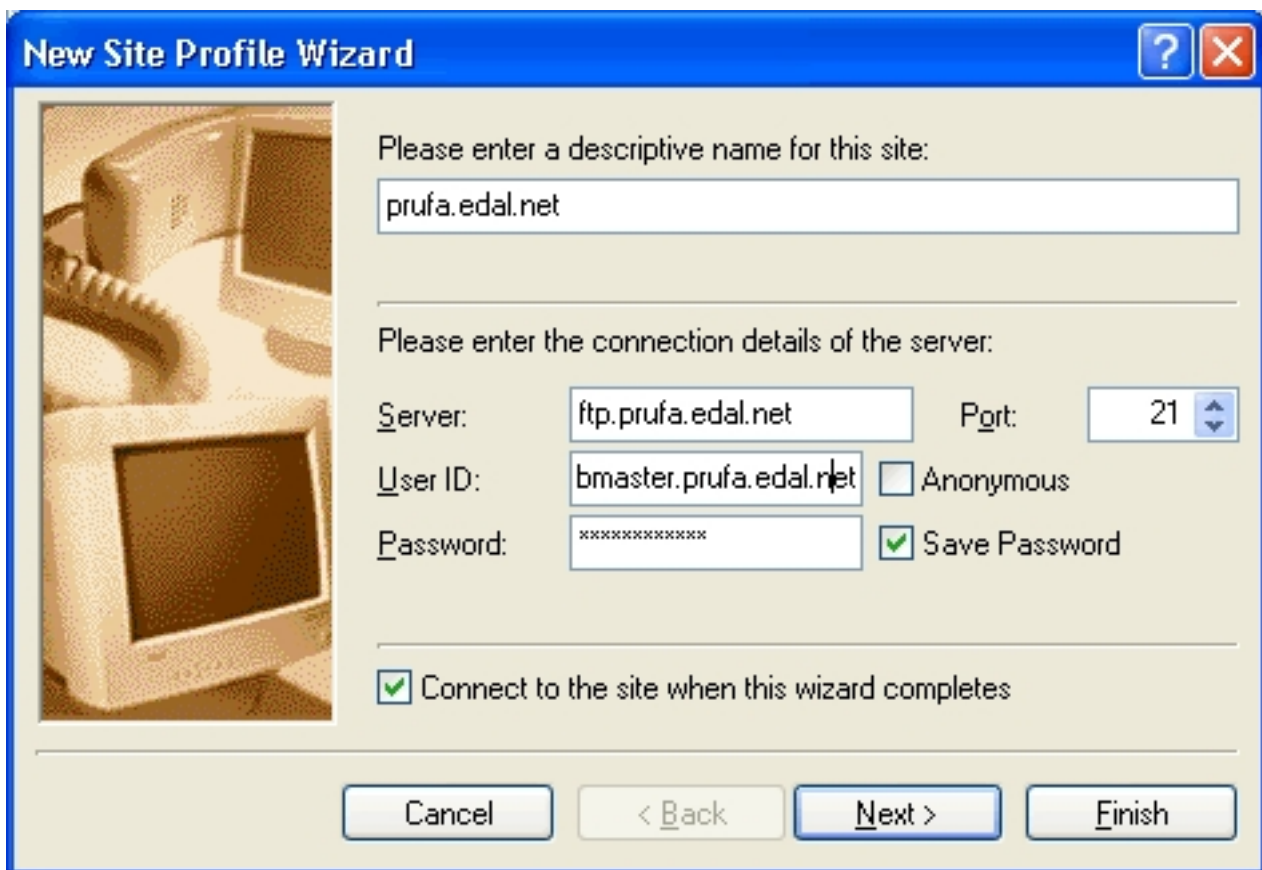 New Site Profile Wizard
Please enter a descriptive name for this site:
prufa.edal.net
Please enter the connection details of the server:
Server: ftp.prufa.edal.net Port: 21
User ID: bmaster.prufa.edal.net Anonymous
Password: ************ Save Password
Connect to the site when this wizard completes
Cancel < Back Next > Finish